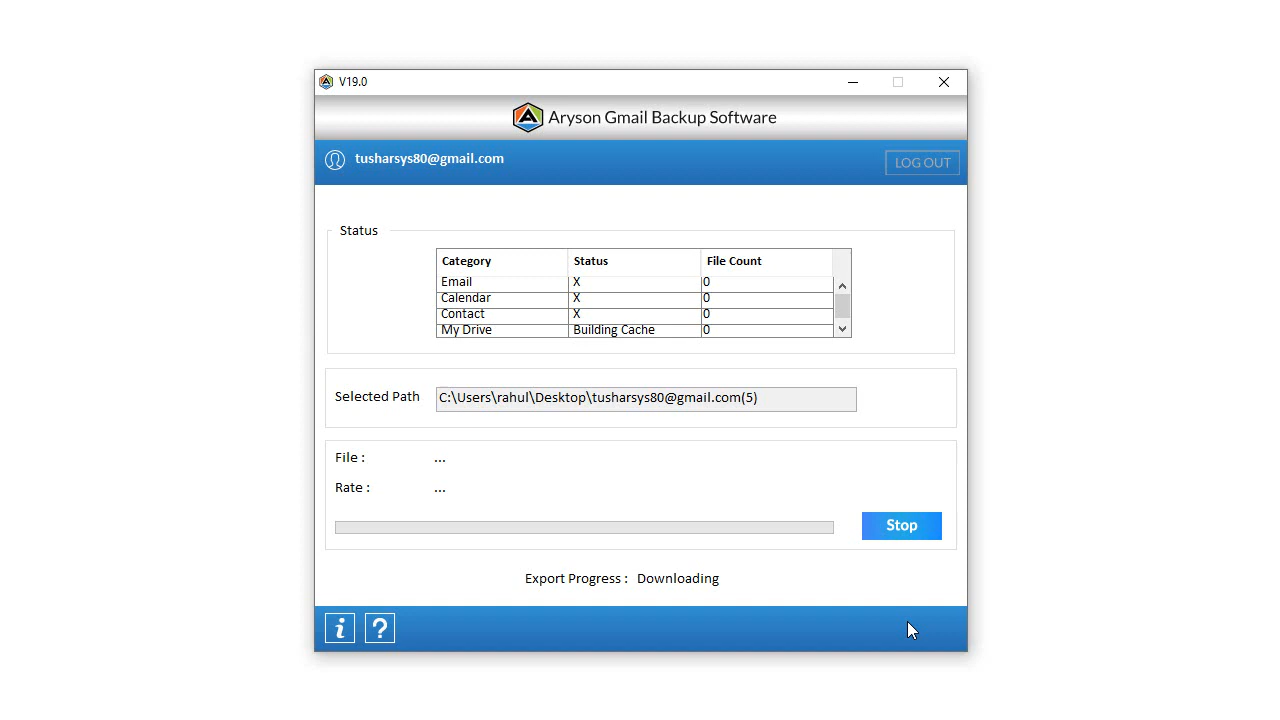 V19.0
Aryson Gmail Backup Software
tusharsys80@gmail.com LOG OUT
Status
Category Status File Count
Email X 0
Calendar X 0
Contact X 0
My Drive Building Cache 0
Selected Path C:\Users\rahul\Desktop\tusharsys80@gmail.com(5)
File : ...
Rate : ...
Stop
Export Progress : Downloading
i ?